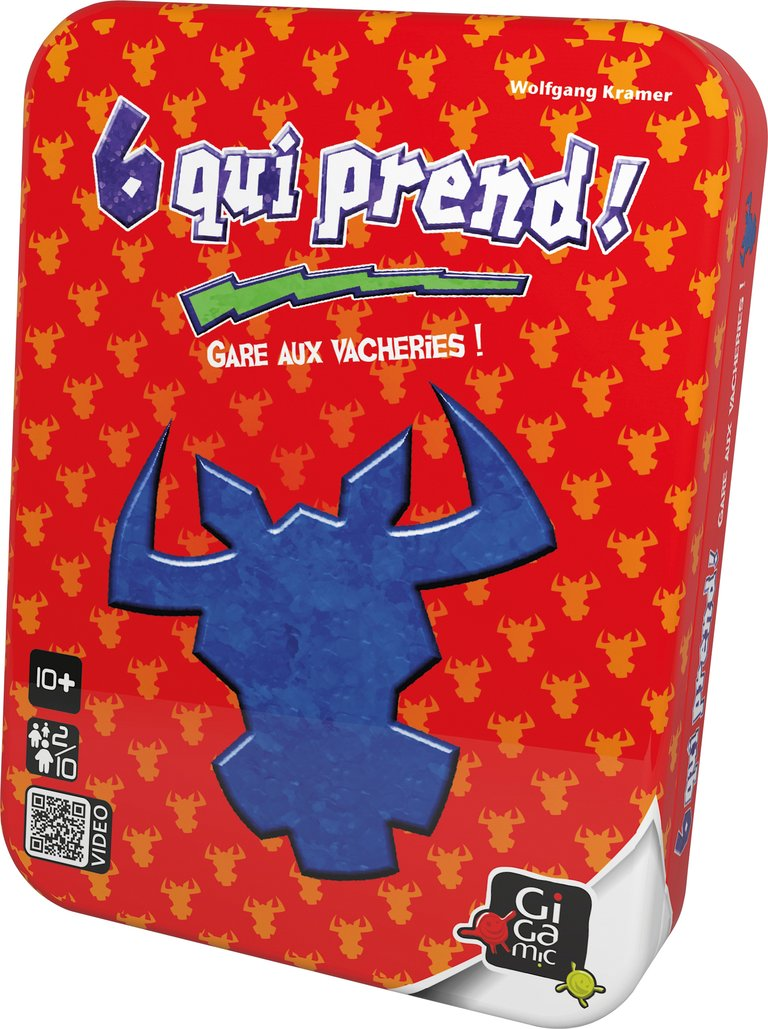 Wolfgang Kramer
6 qui prend!
GARE AUX VACHERIES !
10+
2/10
VIDEO
GiGamic
6 qui prend! GARE AUX VACHERIES !